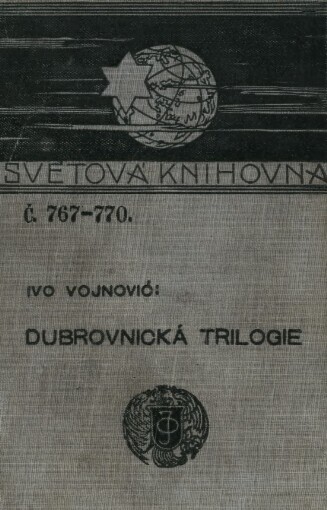 SVĚTOVÁ KNIHOVNA
Č. 767-770.
IVO VOJNOVIĆ:
DUBROVNICKÁ TRILOGIE